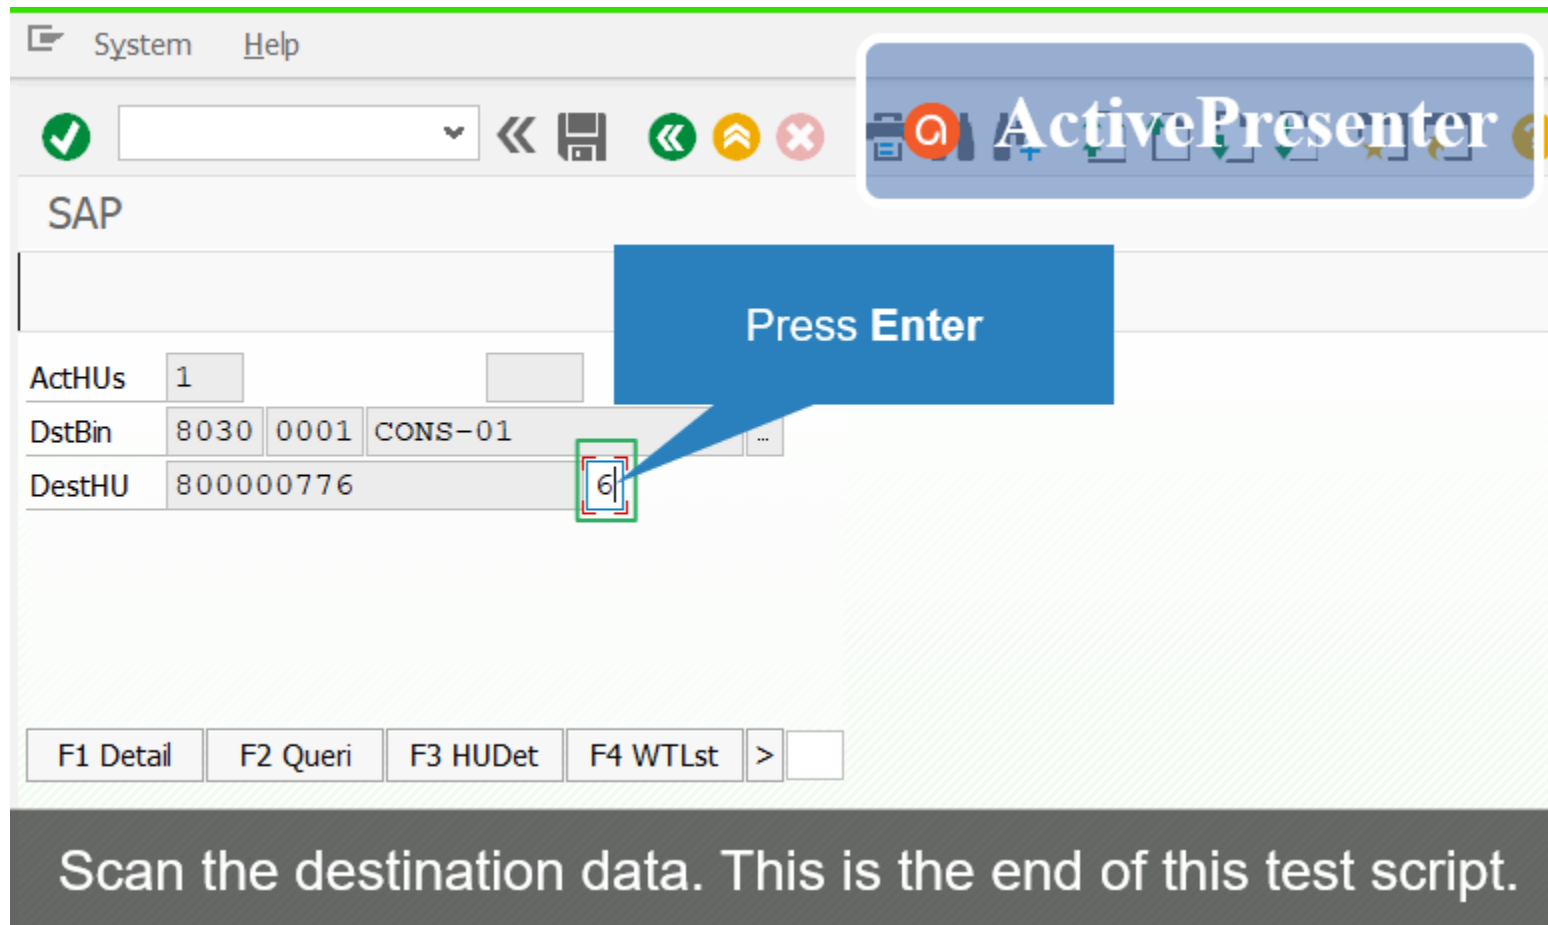 System Help
ActivePresenter
SAP
Press Enter
ActHUs 1
DstBin 8030 0001 CONS-01 ...
DestHU 800000776 6
F1 Detail F2 Queri F3 HUDet F4 WTLst >
Scan the destination data. This is the end of this test script.